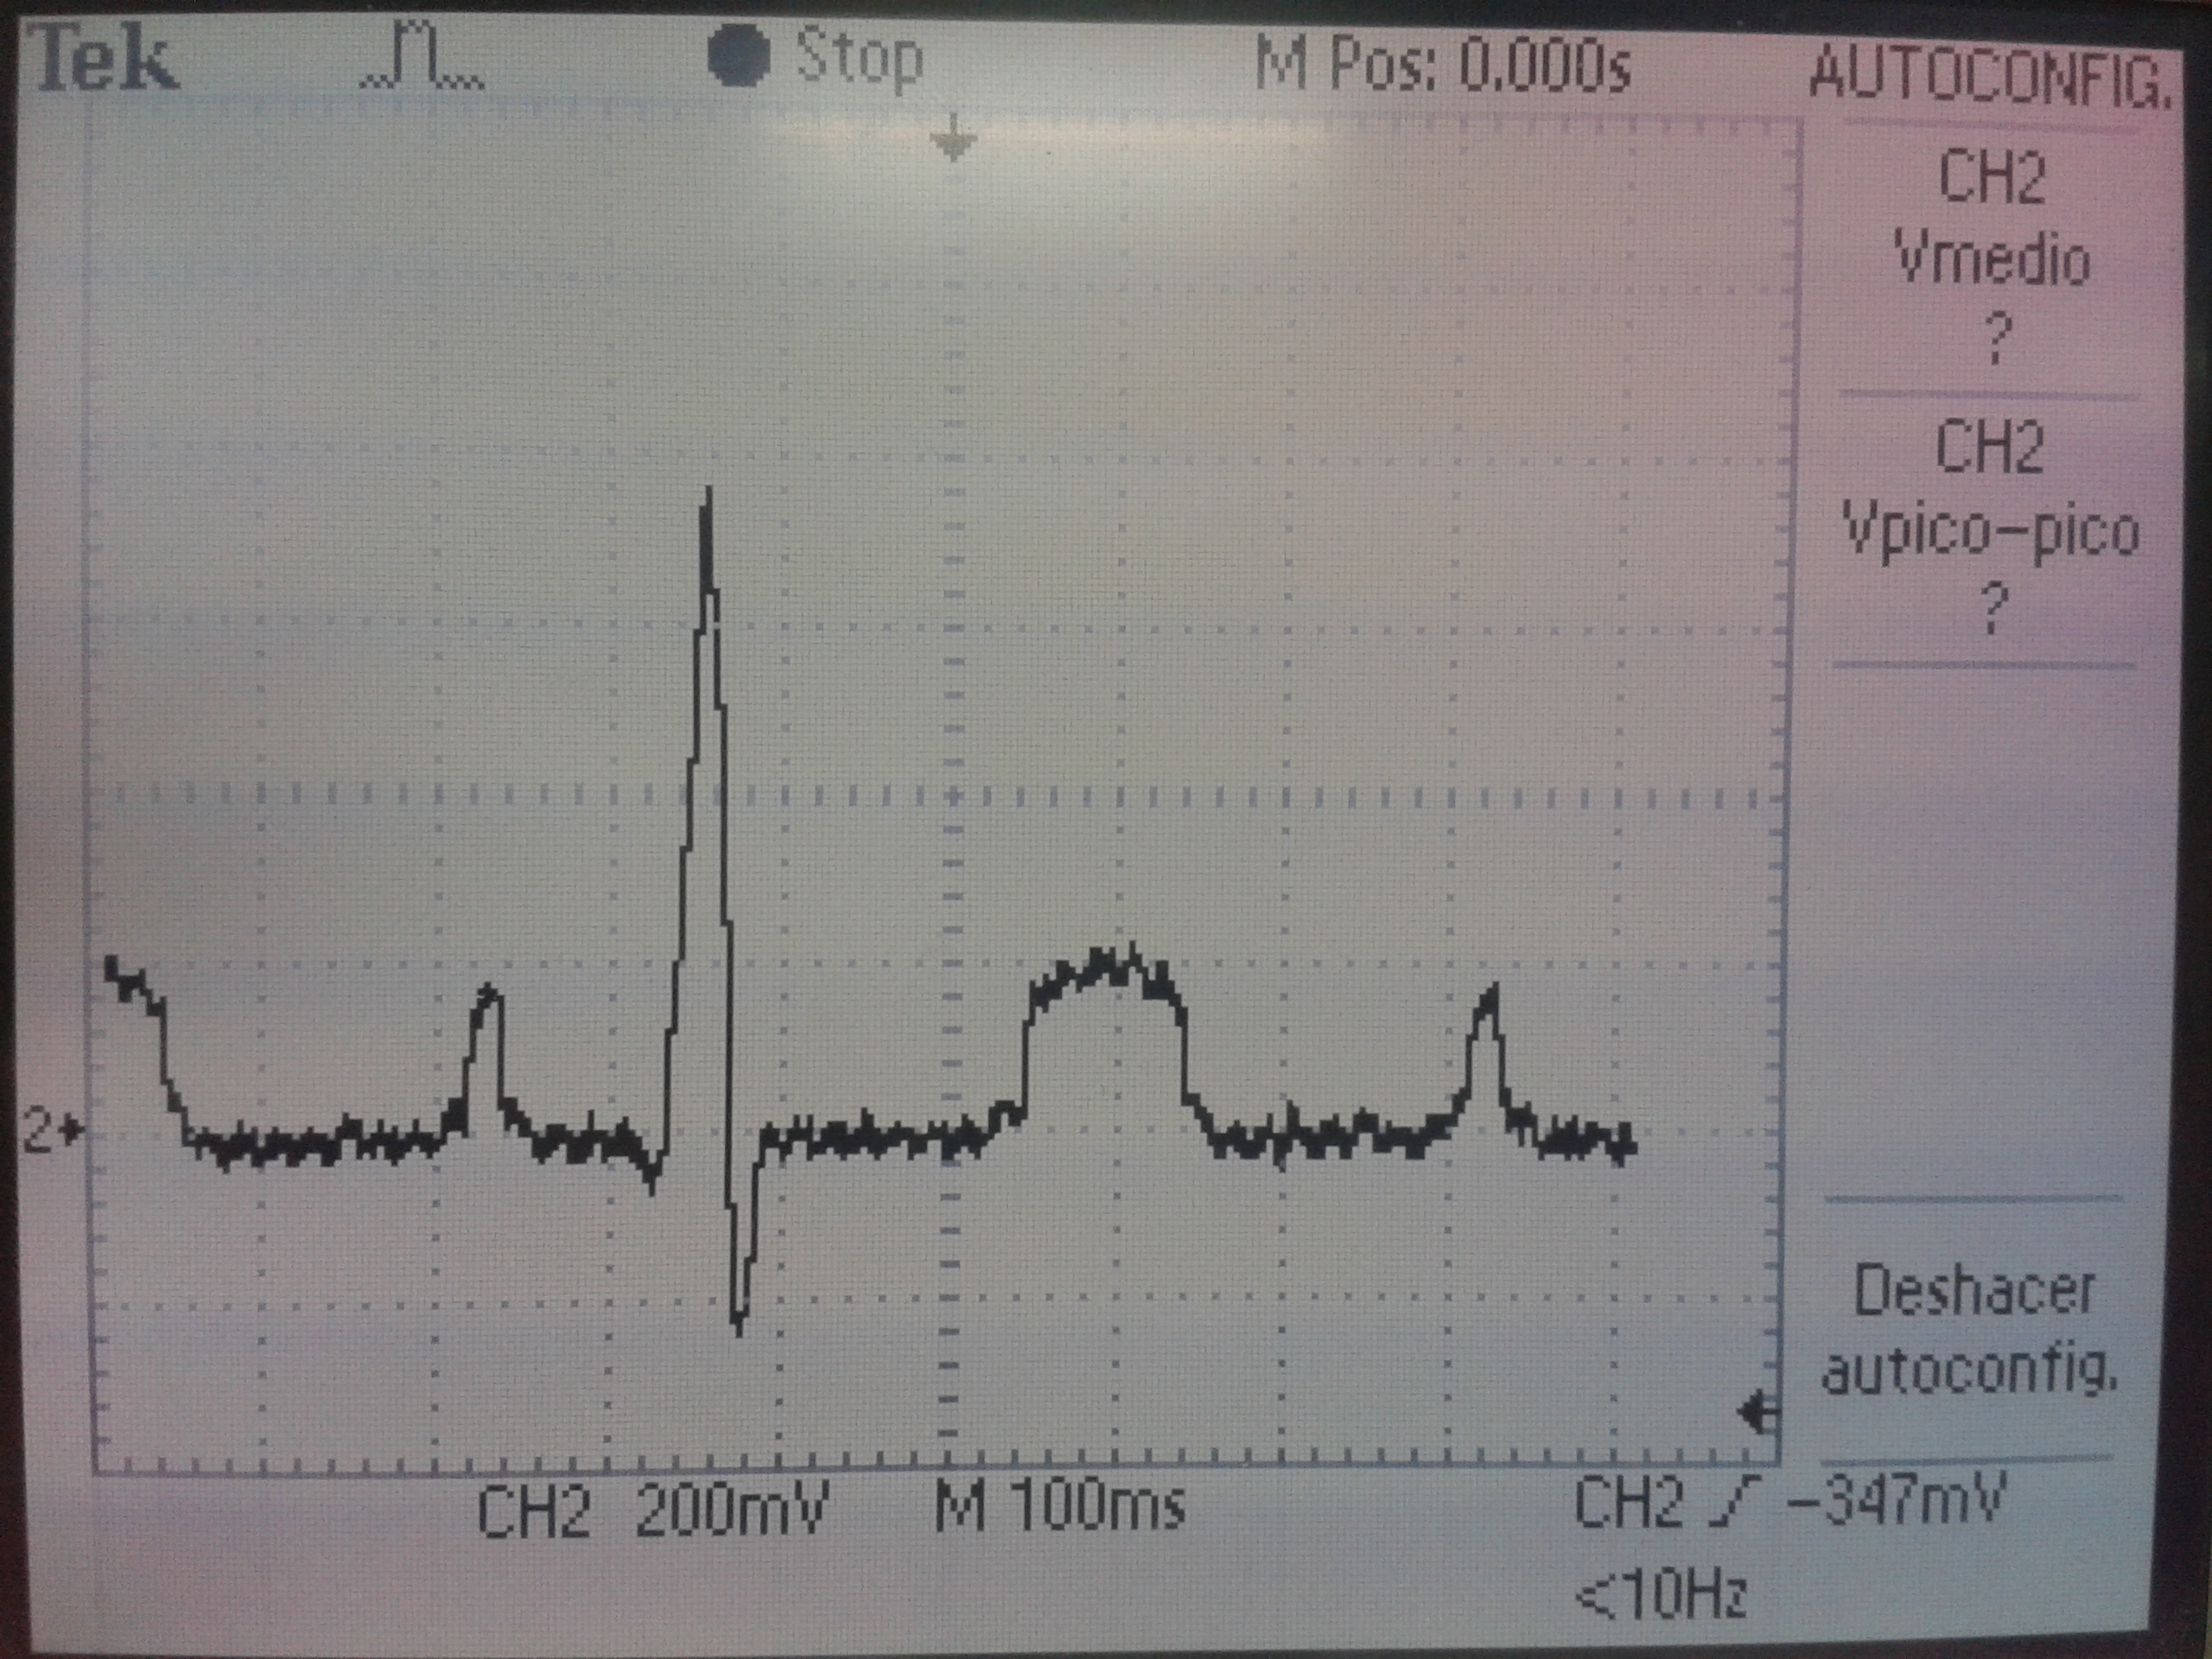 Tek Stop M Pos: 0.000s AUTOCONFIG.
CH2
Vmedio
?
CH2
Vpico-pico
?
2
Deshacer
autoconfig.
CH2 200mV M 100ms CH2 -347mV
<10Hz